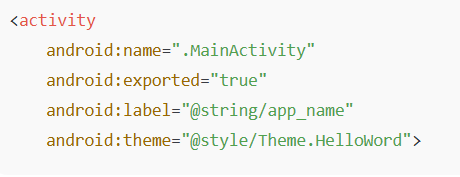 <activity
android:name=".MainActivity"
android:exported="true"
android:label="@string/app_name"
android:theme="@style/Theme.HelloWord">